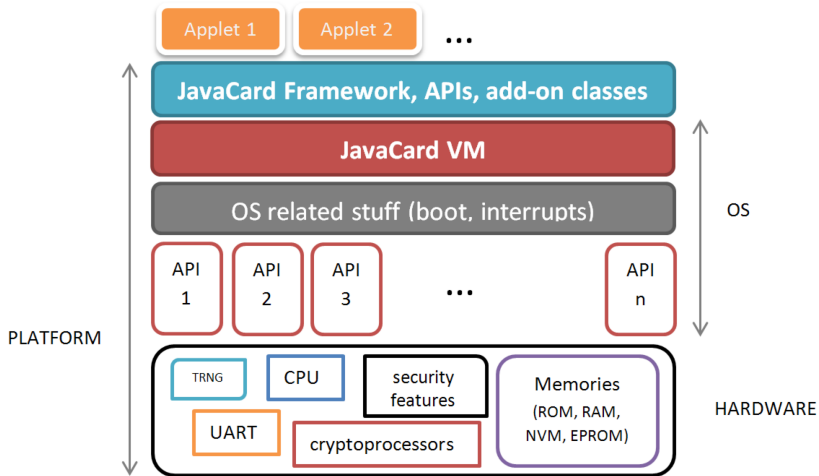 Applet 1
Applet 2
...
JavaCard Framework, APIs, add-on classes
JavaCard VM
OS related stuff (boot, interrupts)
OS
API
1
API
2
API
3
...
API
n
PLATFORM
TRNG
CPU
security
features
Memories
(ROM, RAM,
NVM, EPROM)
UART
cryptoprocessors
HARDWARE